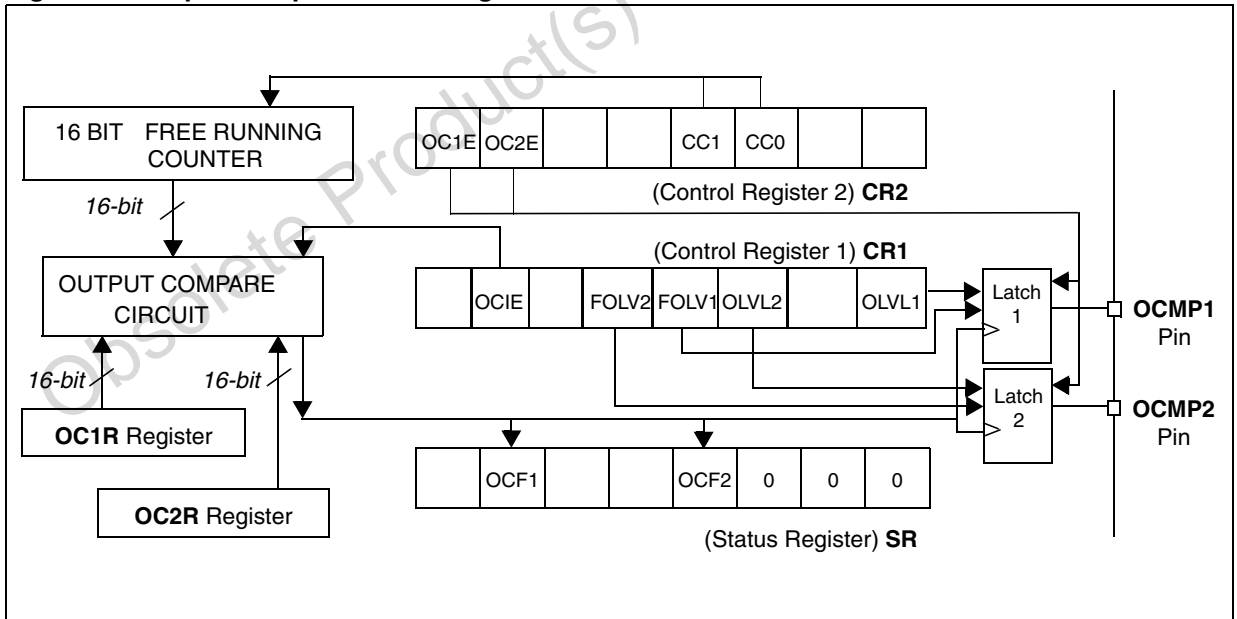 Obsolete Product(s)
16 BIT FREE RUNNING
COUNTER
16-bit
OC1E OC2E CC1 CC0
(Control Register 2) CR2
(Control Register 1) CR1
OUTPUT COMPARE
CIRCUIT
OCIE FOLV2 FOLV1 OLVL2 OLVL1
Latch
1
OCMP1
Pin
16-bit 16-bit
Latch
2
OCMP2
Pin
OC1R Register
OCF1 OCF2 0 0 0
OC2R Register
(Status Register) SR